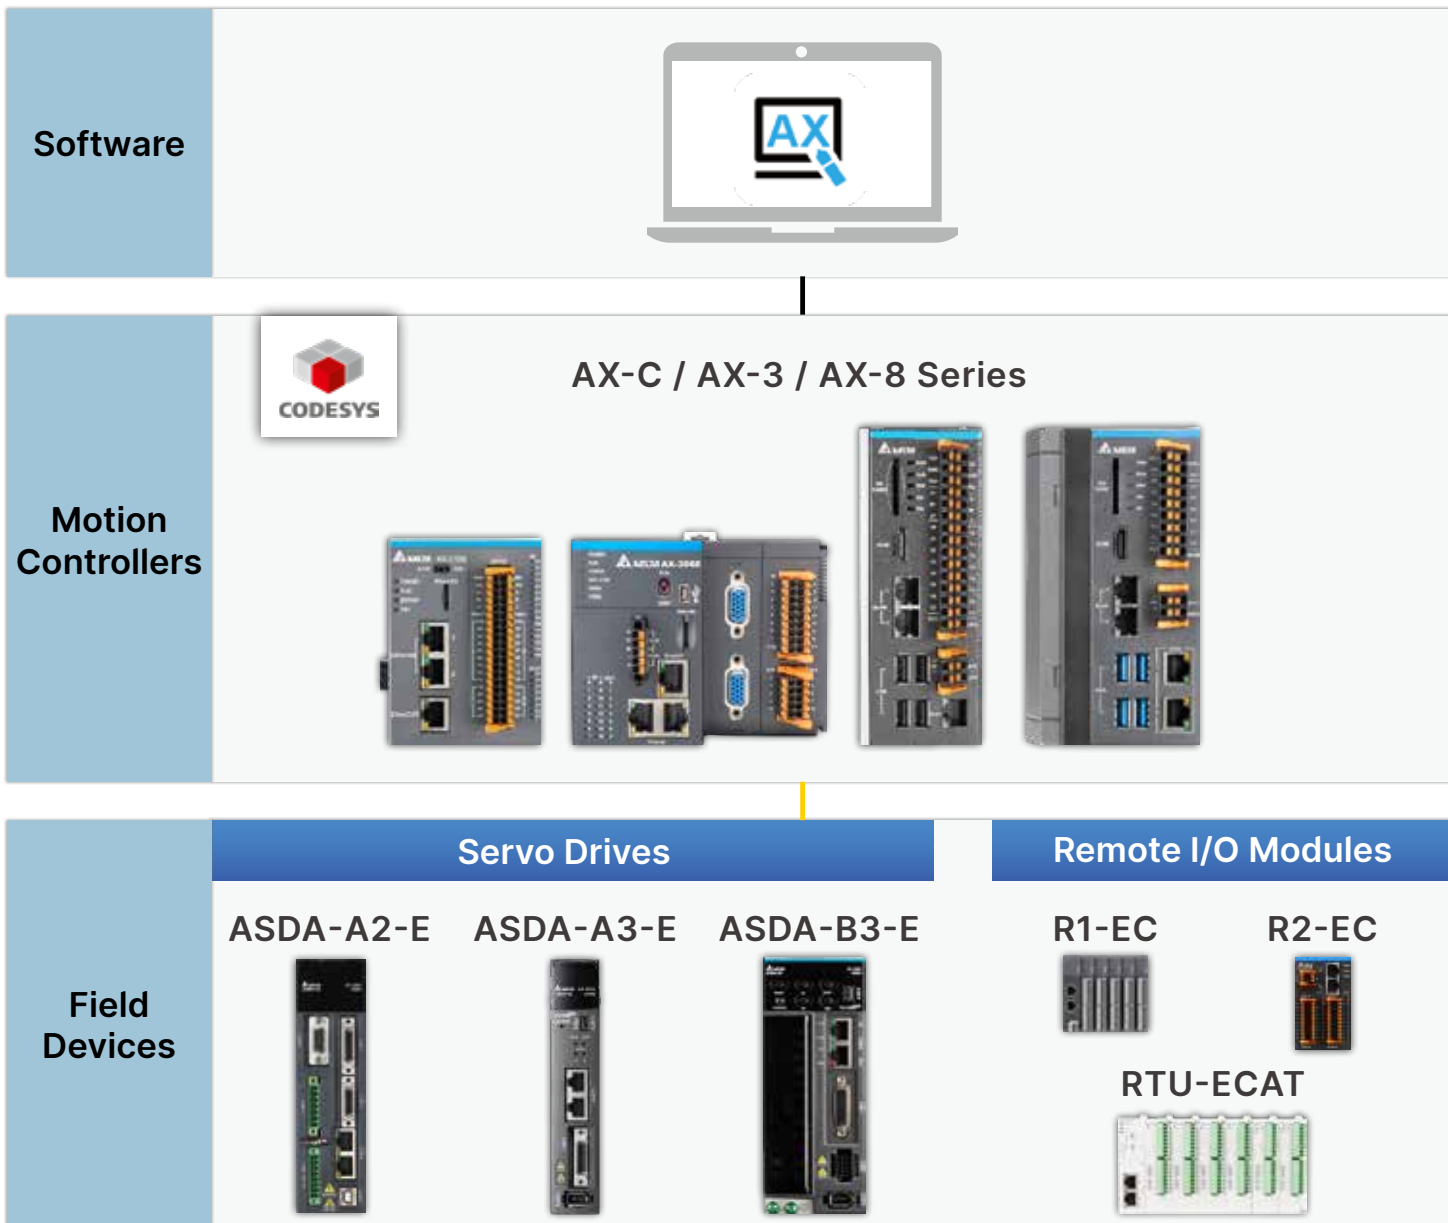 Software
AX
CODESYS
AX-C / AX-3 / AX-8 Series
Motion
Controllers
Servo Drives
Remote I/O Modules
ASDA-A2-E
ASDA-A3-E
ASDA-B3-E
R1-EC
R2-EC
RTU-ECAT
Field
Devices